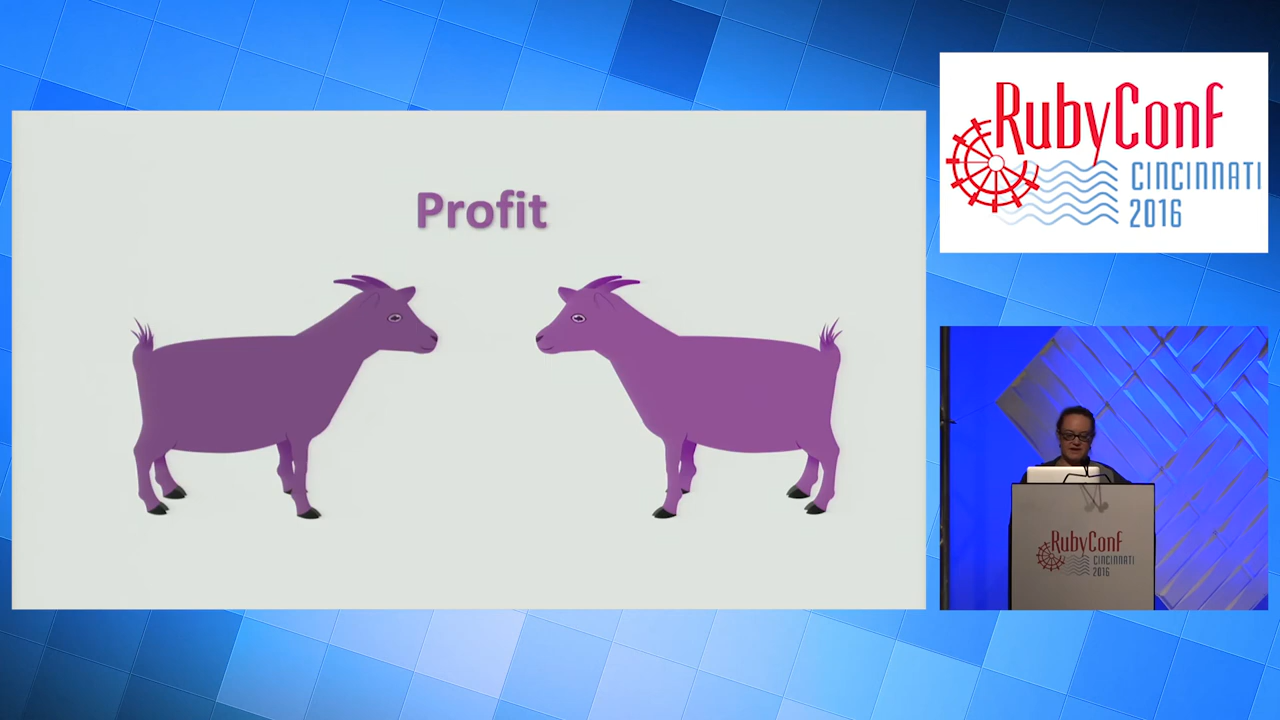 Profit
RubyConf
CINCINNATI
2016
RubyConf
CINCINNATI
2016